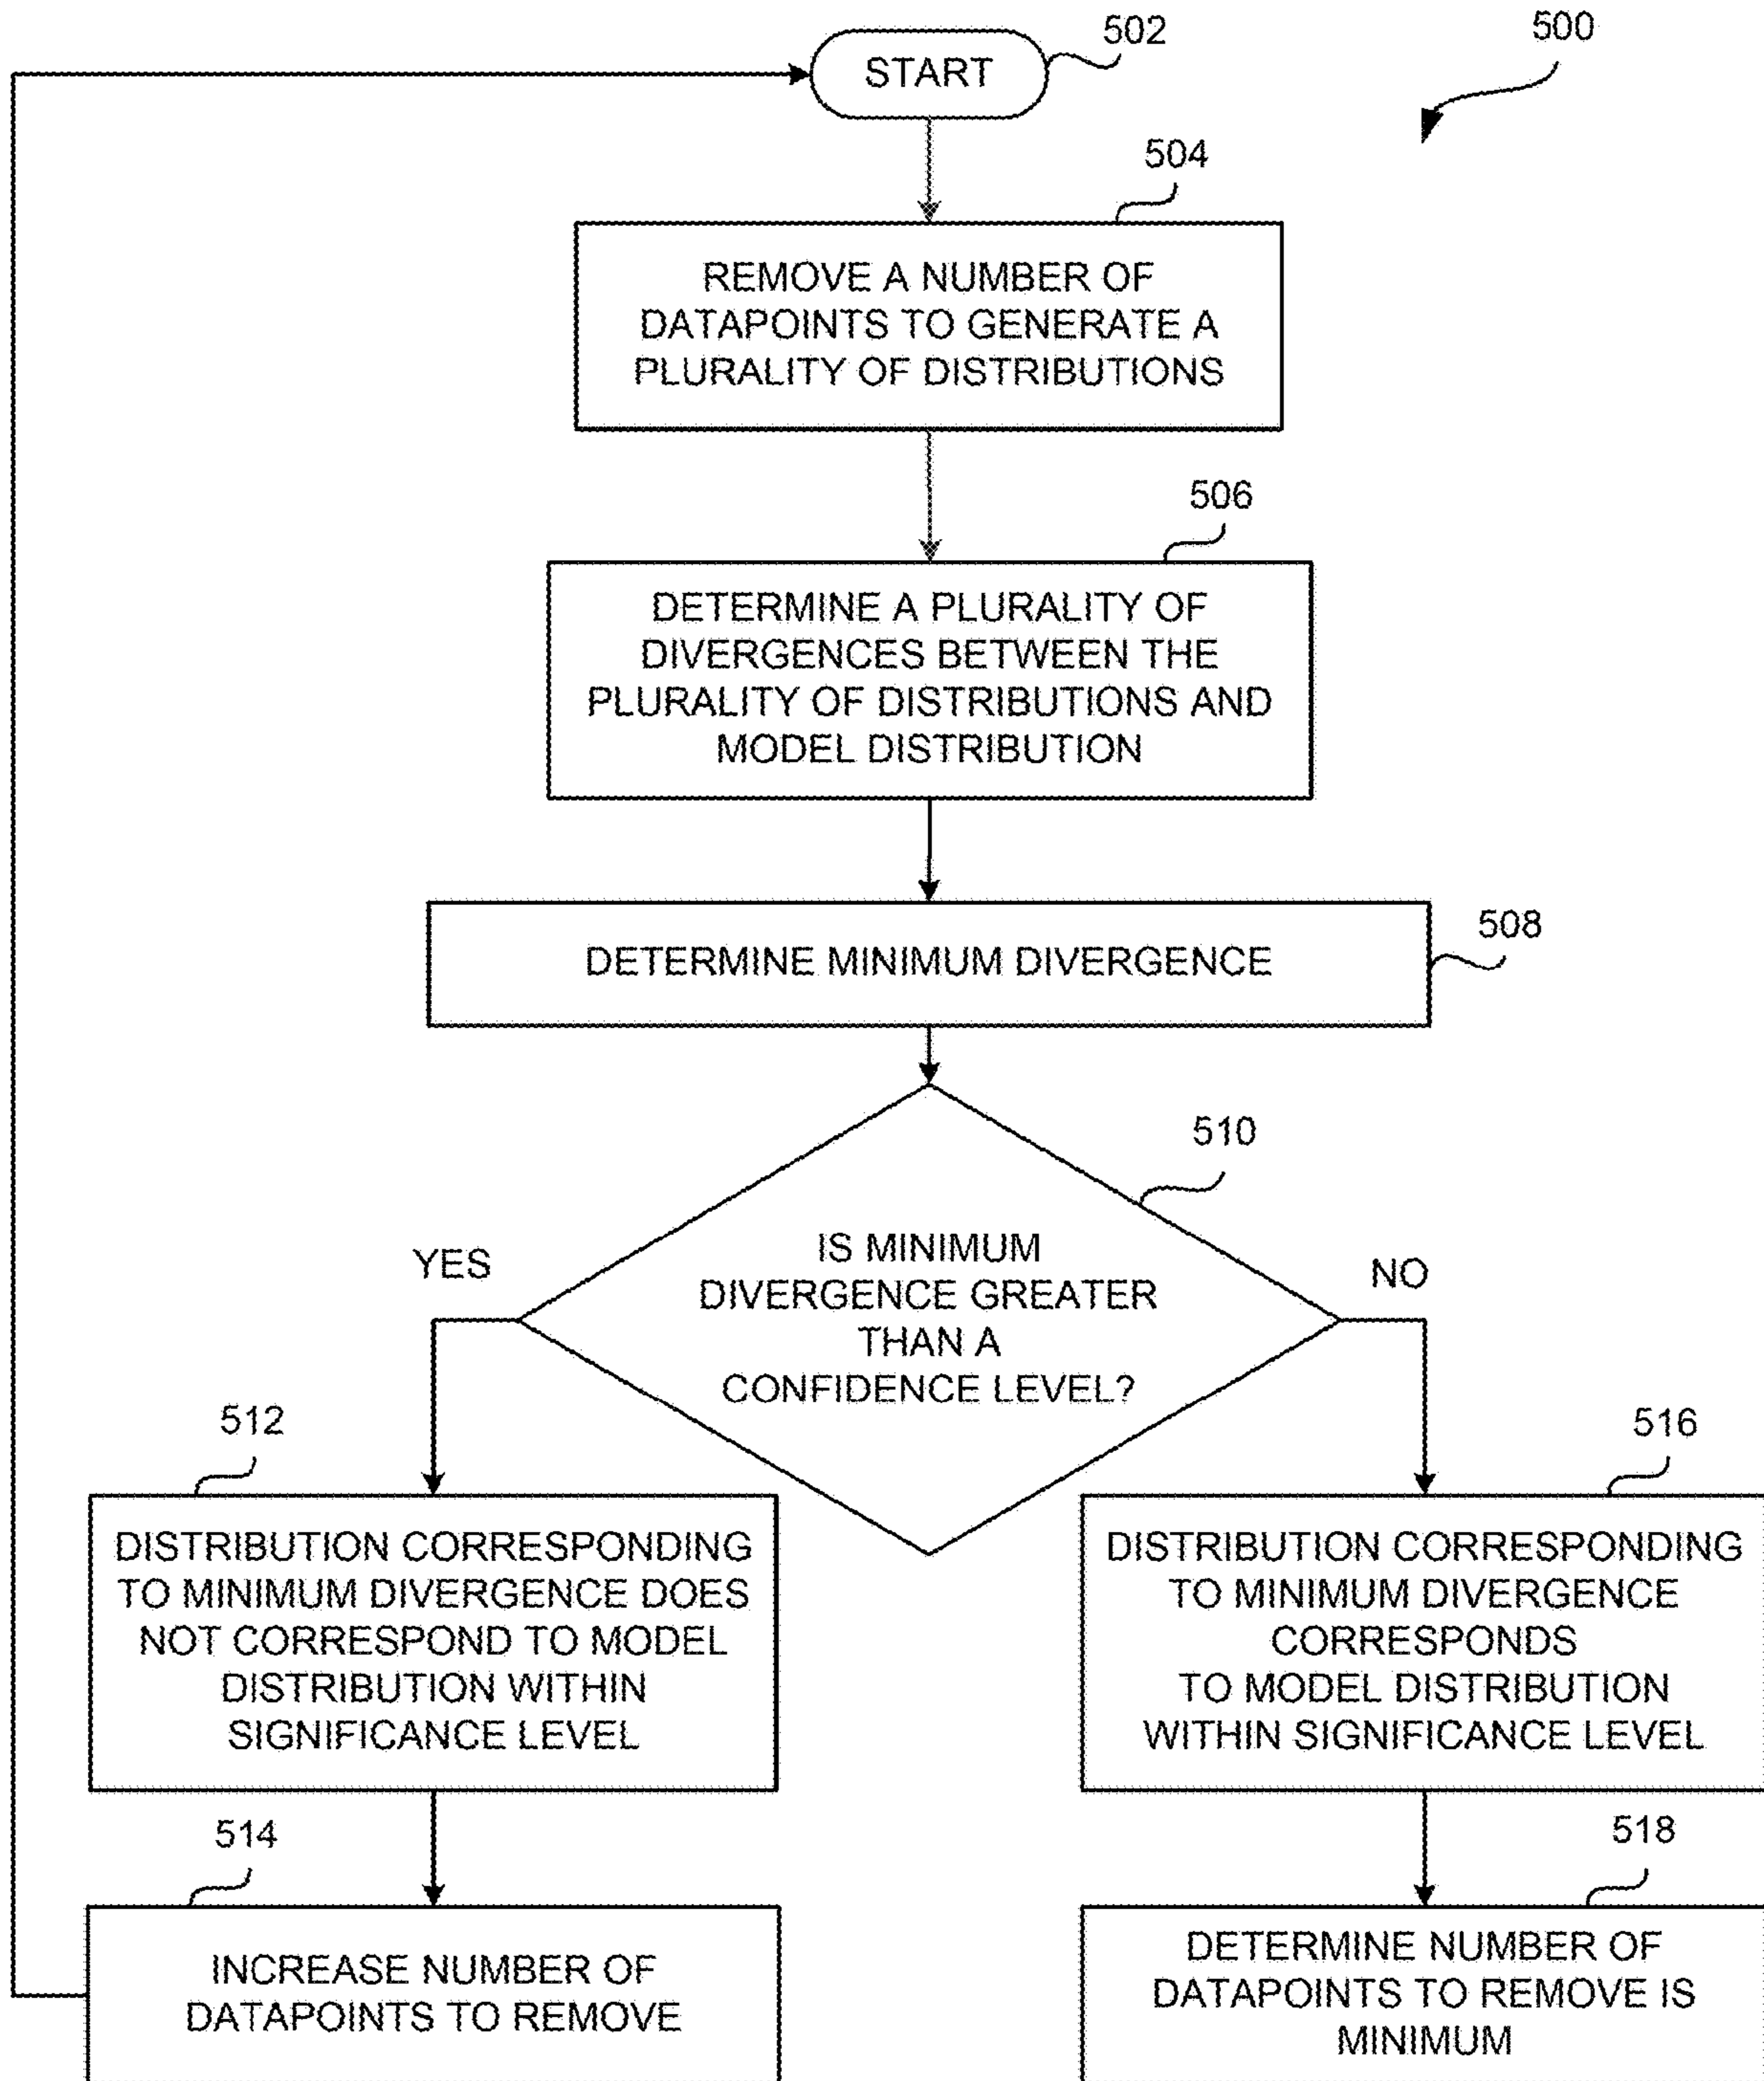 502
500
START
504
REMOVE A NUMBER OF
DATAPOINTS TO GENERATE A
PLURALITY OF DISTRIBUTIONS
506
DETERMINE A PLURALITY OF
DIVERGENCES BETWEEN THE
PLURALITY OF DISTRIBUTIONS AND
MODEL DISTRIBUTION
508
DETERMINE MINIMUM DIVERGENCE
510
IS MINIMUM
DIVERGENCE GREATER
THAN A
CONFIDENCE LEVEL?
YES
NO
512
DISTRIBUTION CORRESPONDING
TO MINIMUM DIVERGENCE DOES
NOT CORRESPOND TO MODEL
DISTRIBUTION WITHIN
SIGNIFICANCE LEVEL
516
DISTRIBUTION CORRESPONDING
TO MINIMUM DIVERGENCE
CORRESPONDS
TO MODEL DISTRIBUTION
WITHIN SIGNIFICANCE LEVEL
514
INCREASE NUMBER OF
DATAPOINTS TO REMOVE
518
DETERMINE NUMBER OF
DATAPOINTS TO REMOVE IS
MINIMUM